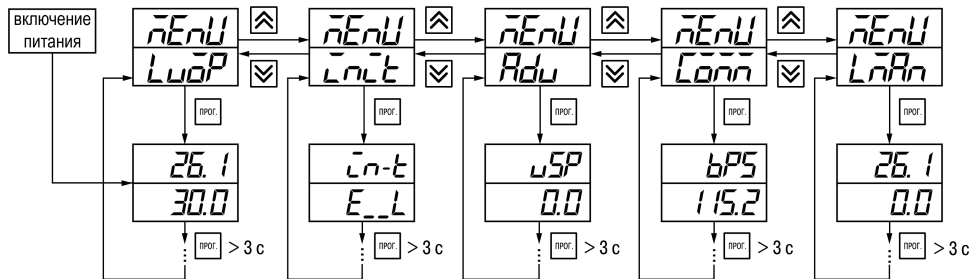 включение
питания
MEnU
MEnU
MEnU
MEnU
MEnU
LvoP
init
Adv
Comm
LmAn
ПРОГ.
ПРОГ.
ПРОГ.
ПРОГ.
ПРОГ.
26.1
in-t
vSP
bPS
26.1
30.0
E__L
0.0
115.2
0.0
ПРОГ. > 3 с
ПРОГ. > 3 с
ПРОГ. > 3 с
ПРОГ. > 3 с
ПРОГ. > 3 с